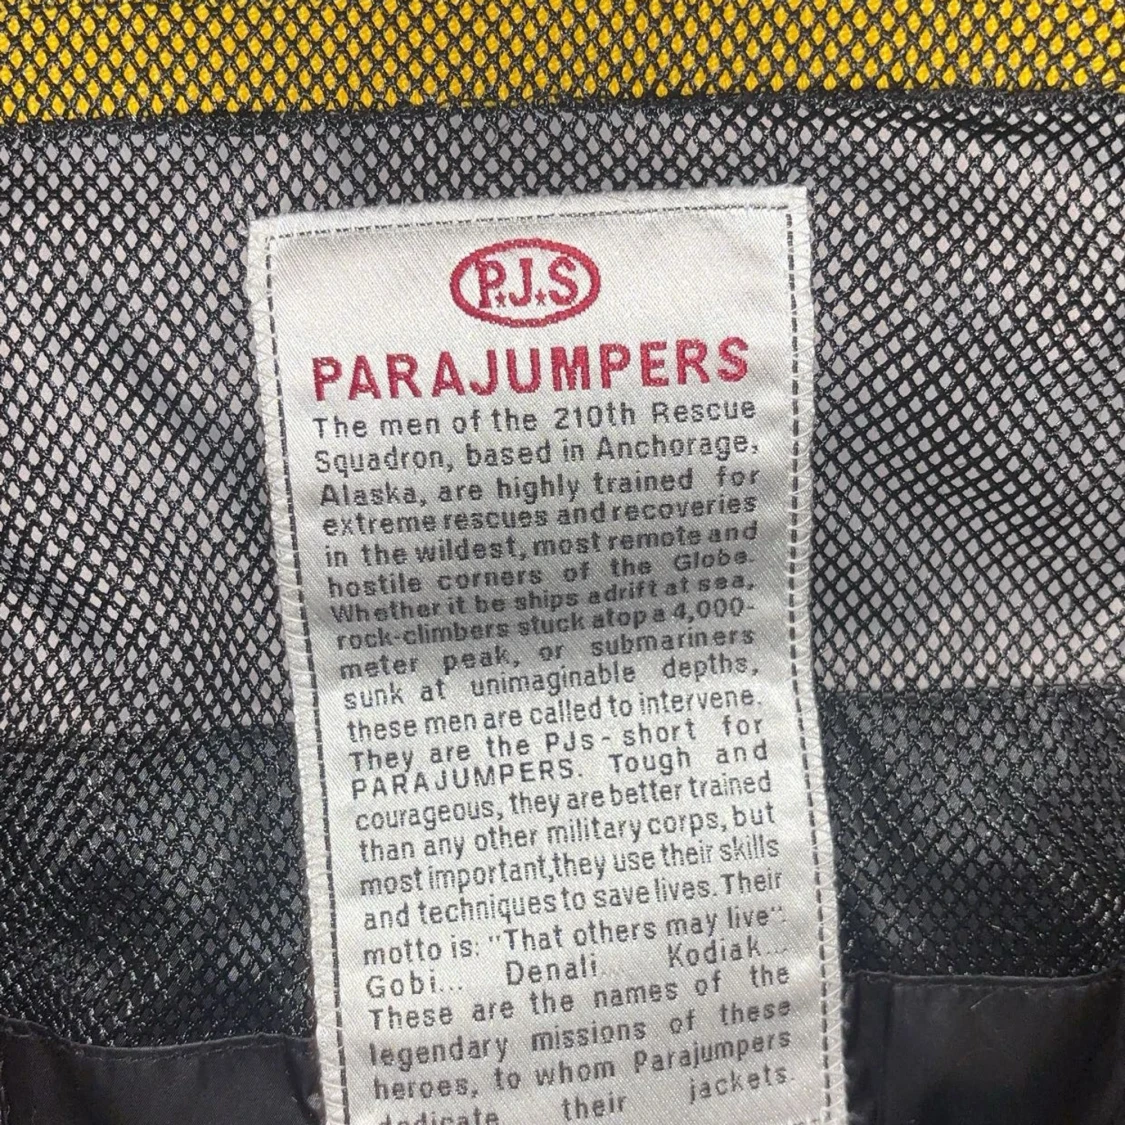 P.J.S
PARAJUMPERS
The men of the 210th Rescue
Squadron, based in Anchorage,
Alaska, are highly trained for
extreme rescues and recoveries
in the wildest, most remote and
hostile corners of the Globe.
Whether it be ships adrift at sea,
rock-climbers stuck atop a 4,000-
meter peak, or submariners
sunk at unimaginable depths,
these men are called to intervene.
They are the PJs - short for
PARAJUMPERS. Tough and
courageous, they are better trained
than any other military corps, but
most important,they use their skills
and techniques to save lives. Their
motto is: "That others may live".
Gobi... Denali... Kodiak...
These are the names of the
legendary missions of these
heroes, to whom Parajumpers
dedicate their jackets.